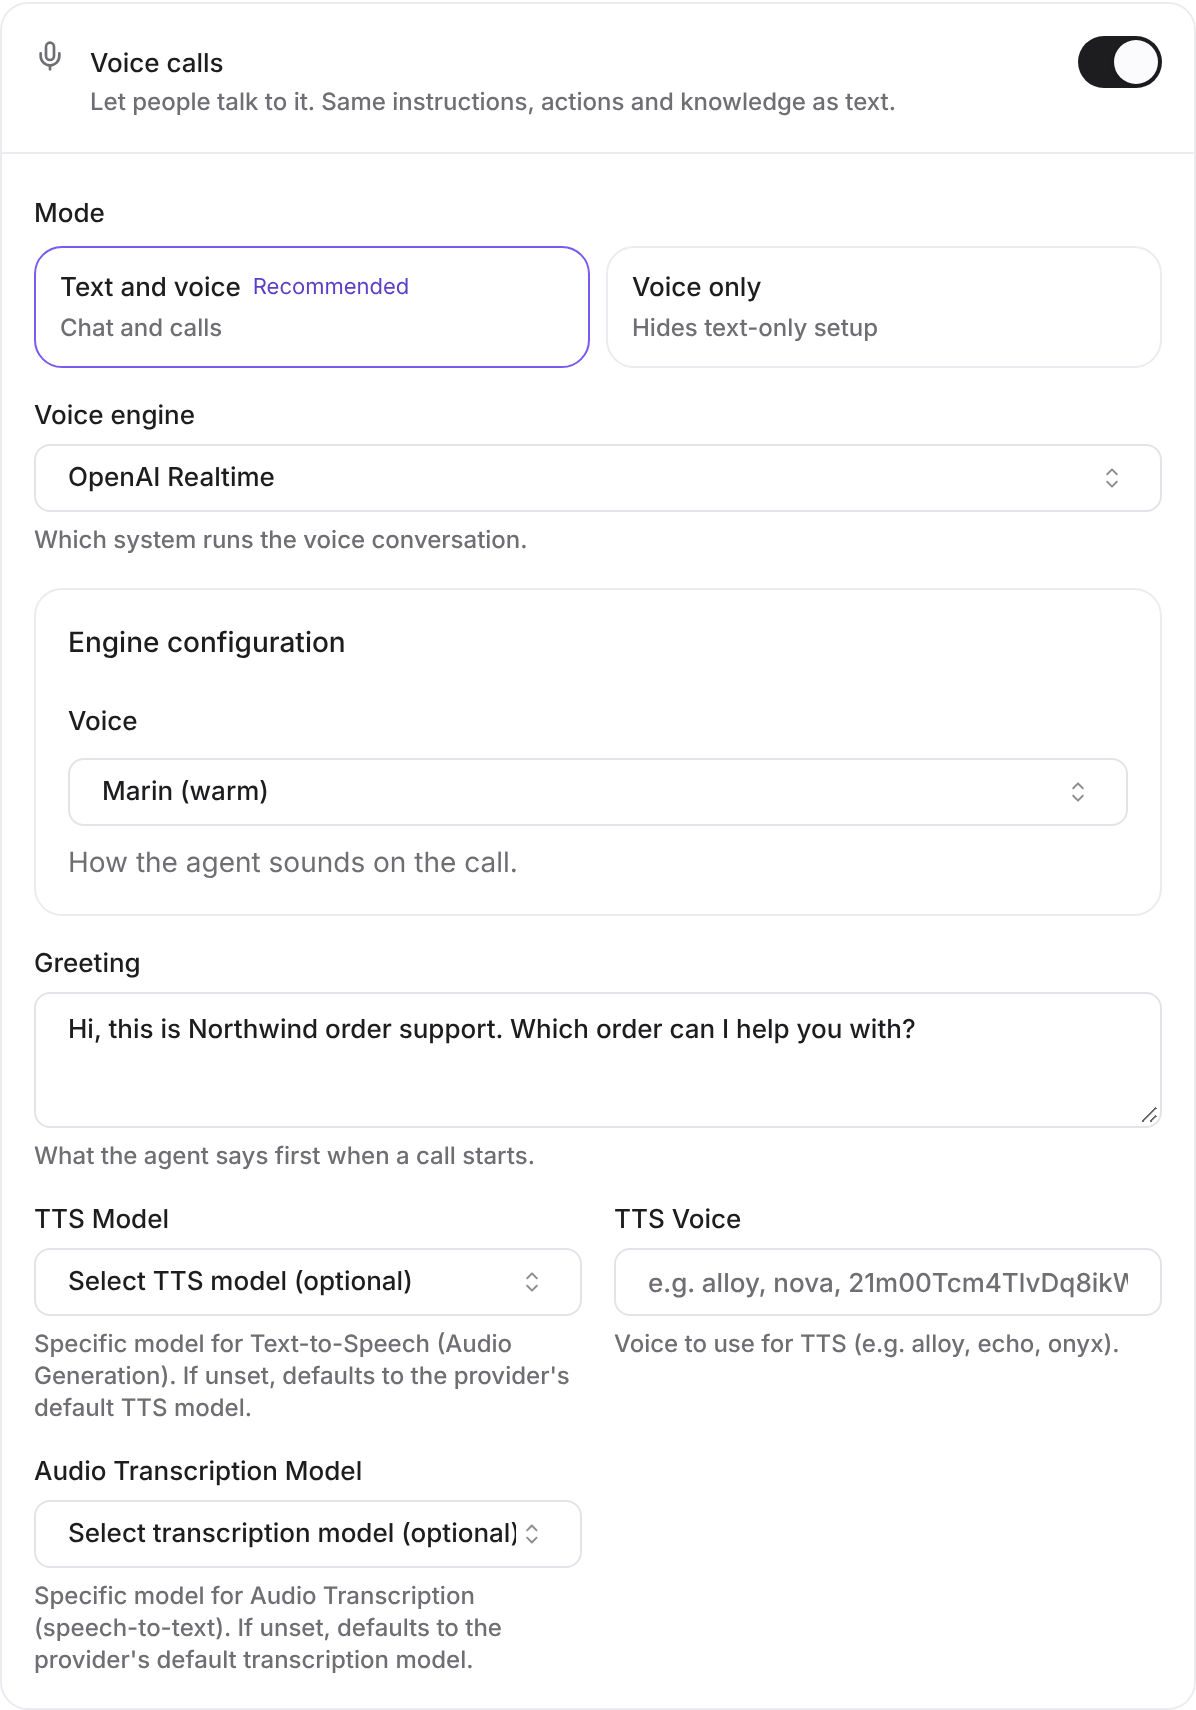 Voice calls
Let people talk to it. Same instructions, actions and knowledge as text.
Mode
Text and voice Recommended
Chat and calls
Voice only
Hides text-only setup
Voice engine
OpenAI Realtime
Which system runs the voice conversation.
Engine configuration
Voice
Marin (warm)
How the agent sounds on the call.
Greeting
Hi, this is Northwind order support. Which order can I help you with?
What the agent says first when a call starts.
TTS Model
Select TTS model (optional)
Specific model for Text-to-Speech (Audio
Generation). If unset, defaults to the provider's
default TTS model.
TTS Voice
e.g. alloy, nova, 21m00Tcm4TlvDq8ikW
Voice to use for TTS (e.g. alloy, echo, onyx).
Audio Transcription Model
Select transcription model (optional)
Specific model for Audio Transcription
(speech-to-text). If unset, defaults to the
provider's default transcription model.